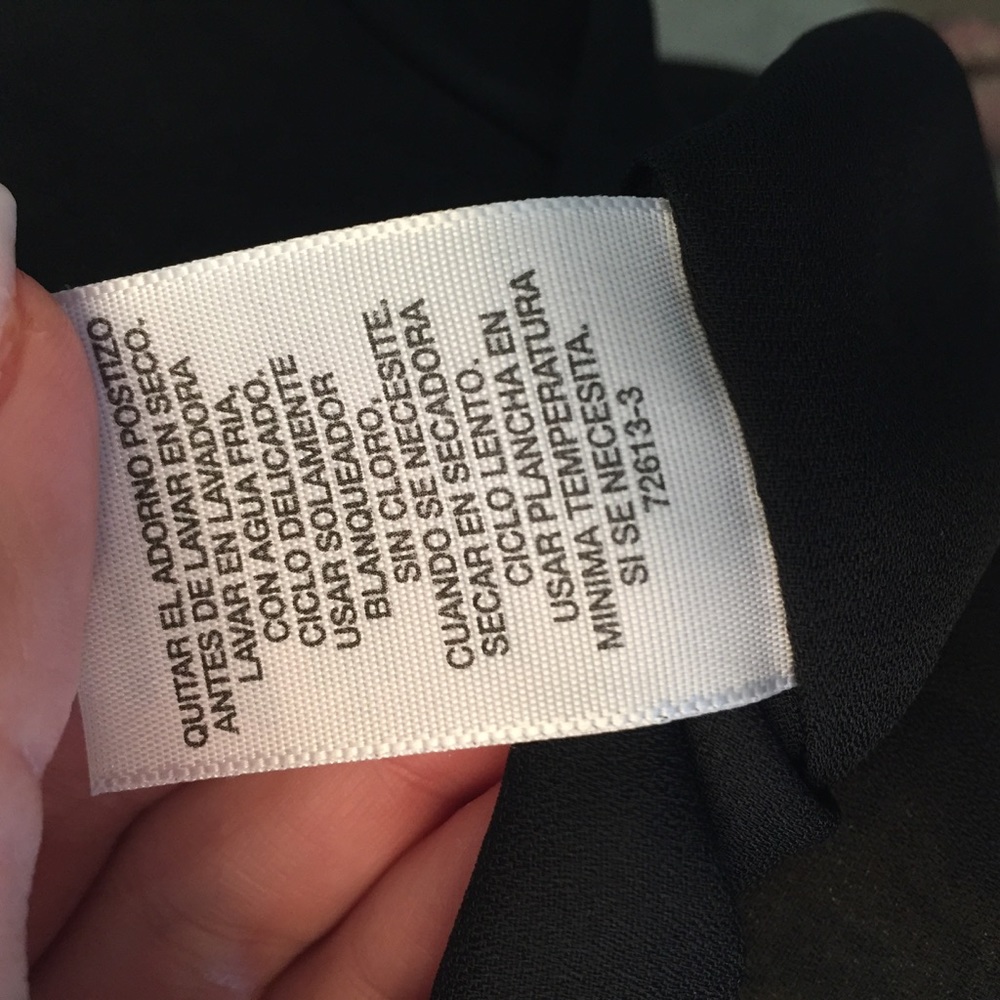 QUITAR EL ADORNO POSTIZO
ANTES DE LAVAR EN SECO.
LAVAR EN LAVADORA
CON AGUA FRIA,
CICLO DELICADO.
USAR SOLAMENTE
BLANQUEADOR
SIN CLORO,
CUANDO SE NECESITE.
SECAR EN SECADORA
CICLO LENTO.
USAR PLANCHA EN
MINIMA TEMPERATURA
SI SE NECESITA.
72613-3